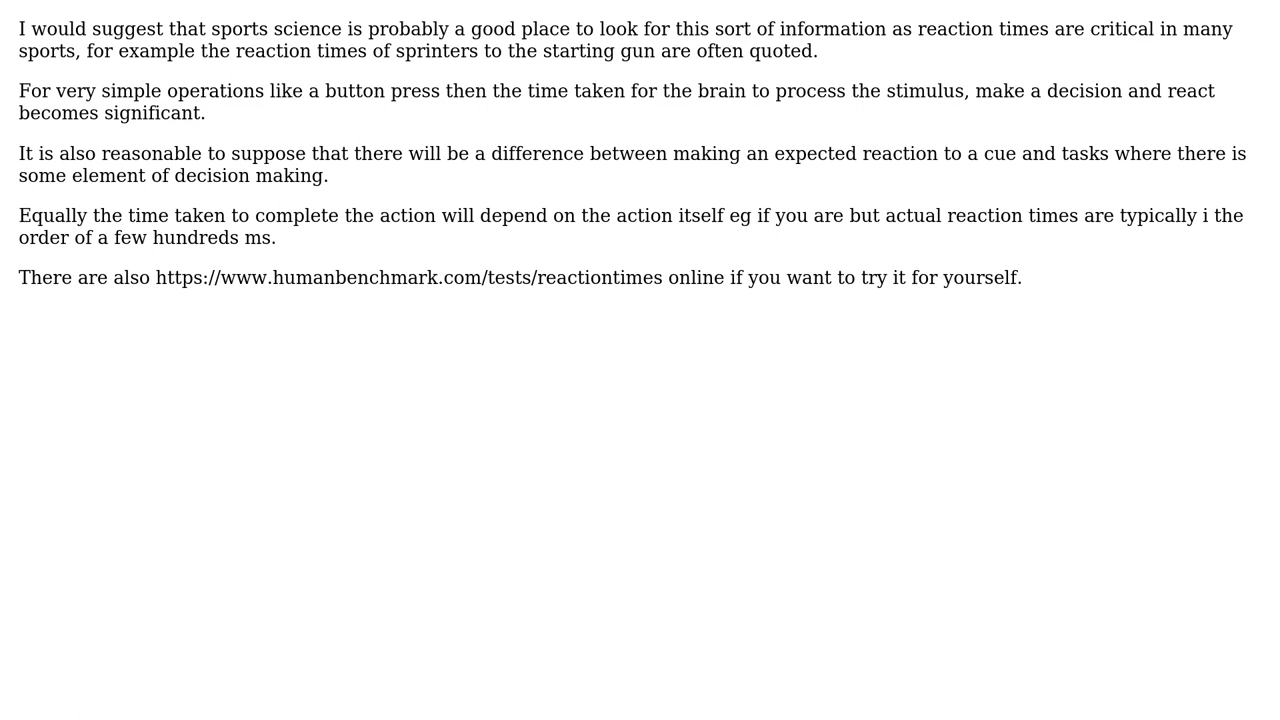 I would suggest that sports science is probably a good place to look for this sort of information as reaction times are critical in many
sports, for example the reaction times of sprinters to the starting gun are often quoted.
For very simple operations like a button press then the time taken for the brain to process the stimulus, make a decision and react
becomes significant.
It is also reasonable to suppose that there will be a difference between making an expected reaction to a cue and tasks where there is
some element of decision making.
Equally the time taken to complete the action will depend on the action itself eg if you are but actual reaction times are typically i the
order of a few hundreds ms.
There are also https://www.humanbenchmark.com/tests/reactiontimes online if you want to try it for yourself.